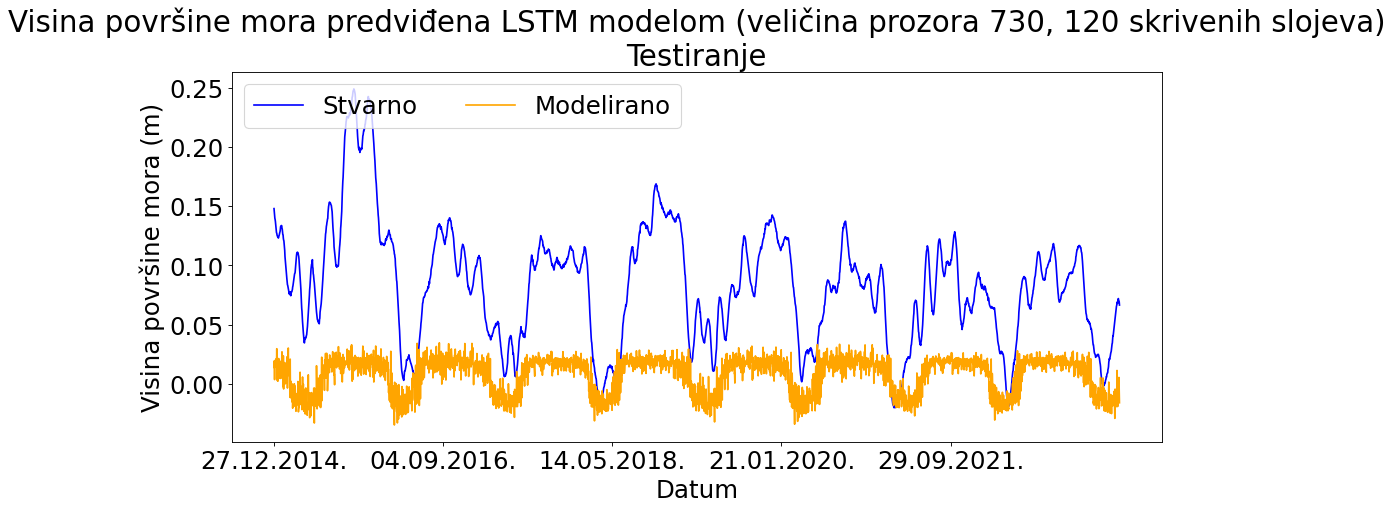 Visina površine mora predviđena LSTM modelom (veličina prozora 730, 120 skrivenih slojeva)
Testiranje
Stvarno
Modelirano
Visina površine mora (m)
0.25
0.20
0.15
0.10
0.05
0.00
27.12.2014.
04.09.2016.
14.05.2018.
21.01.2020.
29.09.2021.
Datum